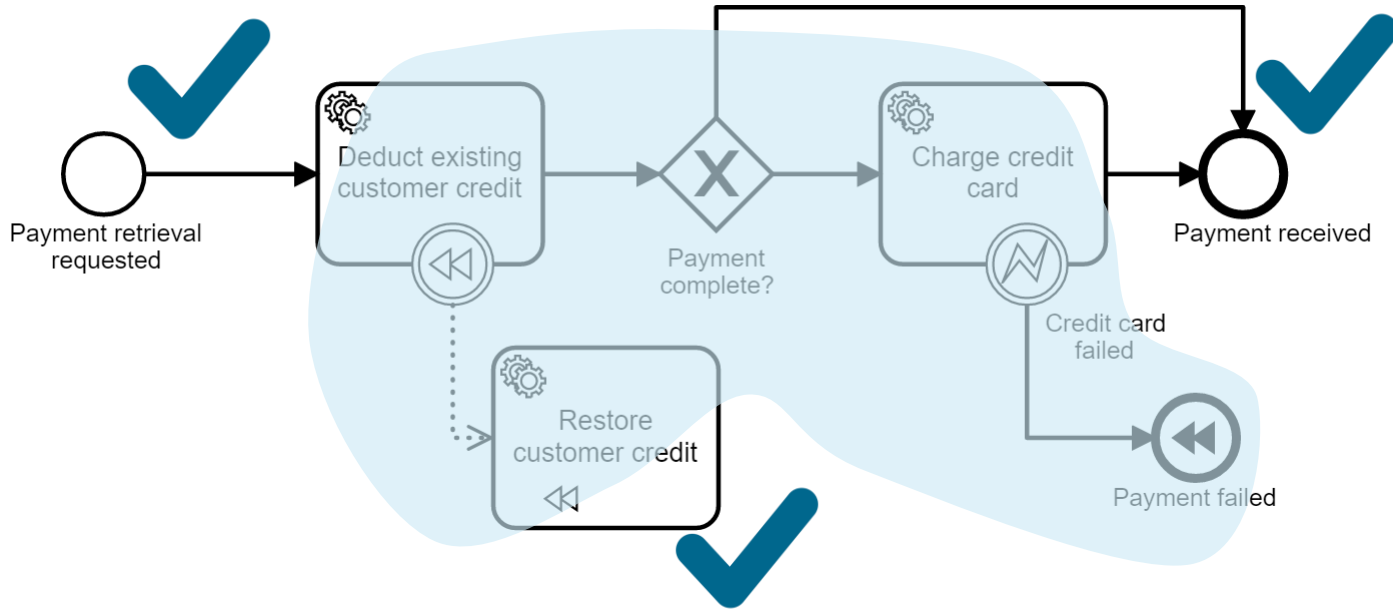 Deduct existing
customer credit
Charge credit
card
Payment retrieval
requested
Payment
complete?
Payment received
Credit card
failed
Restore
customer credit
Payment failed